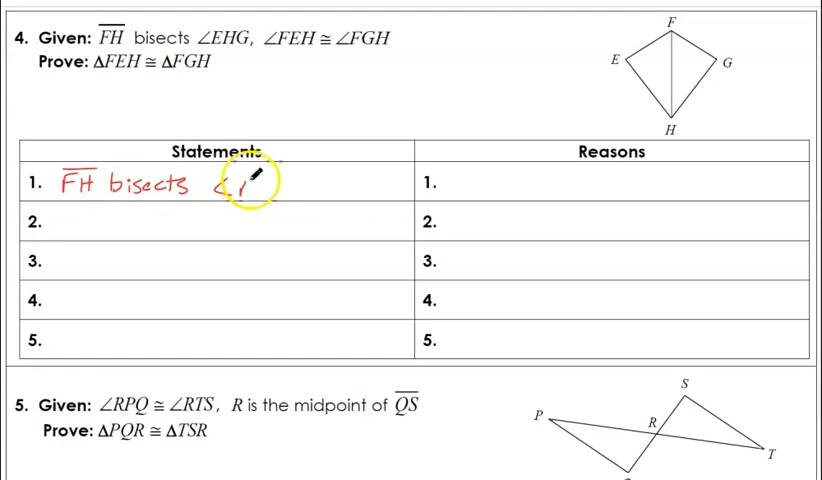 4. Given: FH bisects ∠EHG, ∠FEH ≅ ∠FGH
Prove: ΔFEH ≅ ΔFGH
F
E
G
H
Statements Reasons
1. FH bisects ∠ 1.
2. 2.
3. 3.
4. 4.
5. 5.
5. Given: ∠RPQ ≅ ∠RTS, R is the midpoint of QS
Prove: ΔPQR ≅ ΔTSR
S
P
R
T